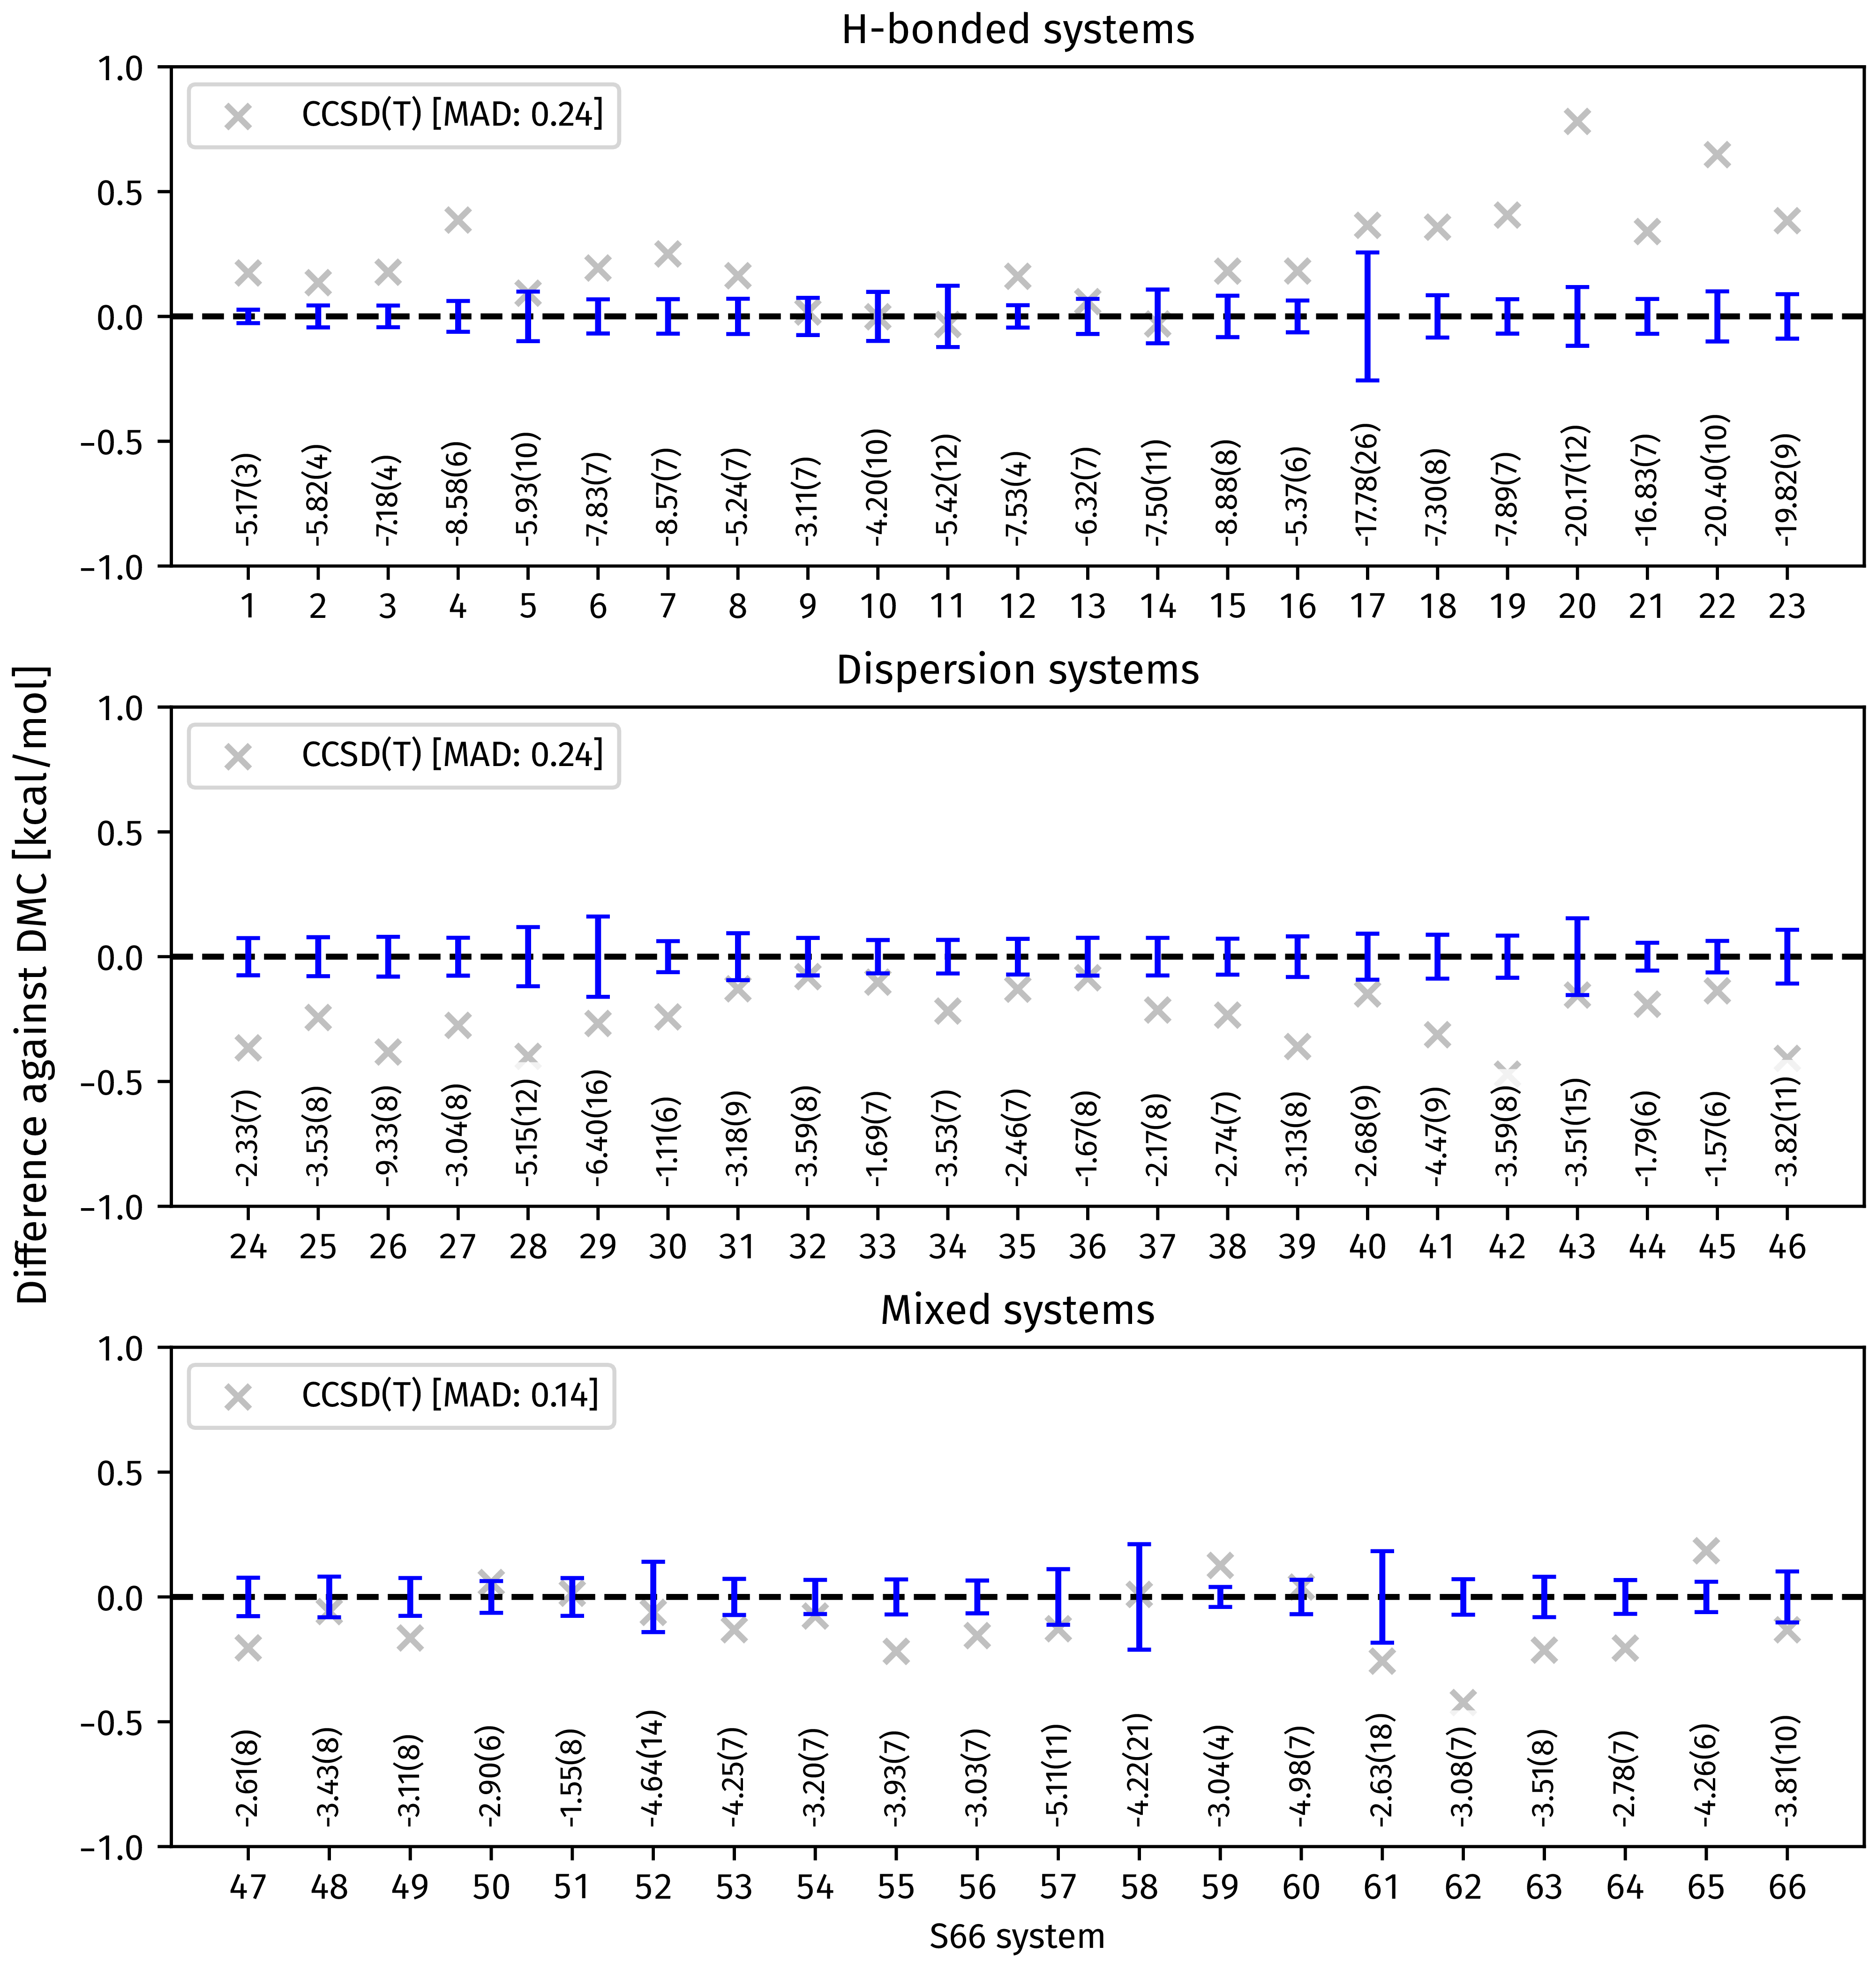 H-bonded systems
1.0
CCSD(T) [MAD: 0.24]
0.5
0.0
−0.5
−1.0
-5.17(3) -5.82(4) -7.18(4) -8.58(6) -5.93(10) -7.83(7) -8.57(7) -5.24(7) -3.11(7) -4.20(10) -5.42(12) -7.53(4) -6.32(7) -7.50(11) -8.88(8) -5.37(6) -17.78(26) -7.30(8) -7.89(7) -20.17(12) -16.83(7) -20.40(10) -19.82(9)
1 2 3 4 5 6 7 8 9 10 11 12 13 14 15 16 17 18 19 20 21 22 23
Difference against DMC [kcal/mol]
Dispersion systems
1.0
CCSD(T) [MAD: 0.24]
0.5
0.0
−0.5
−1.0
-2.33(7) -3.53(8) -9.33(8) -3.04(8) -5.15(12) -6.40(16) -1.11(6) -3.18(9) -3.59(8) -1.69(7) -3.53(7) -2.46(7) -1.67(8) -2.17(8) -2.74(7) -3.13(8) -2.68(9) -4.47(9) -3.59(8) -3.51(15) -1.79(6) -1.57(6) -3.82(11)
24 25 26 27 28 29 30 31 32 33 34 35 36 37 38 39 40 41 42 43 44 45 46
Mixed systems
1.0
CCSD(T) [MAD: 0.14]
0.5
0.0
−0.5
−1.0
-2.61(8) -3.43(8) -3.11(8) -2.90(6) -1.55(8) -4.64(14) -4.25(7) -3.20(7) -3.93(7) -3.03(7) -5.11(11) -4.22(21) -3.04(4) -4.98(7) -2.63(18) -3.08(7) -3.51(8) -2.78(7) -4.26(6) -3.81(10)
47 48 49 50 51 52 53 54 55 56 57 58 59 60 61 62 63 64 65 66
S66 system